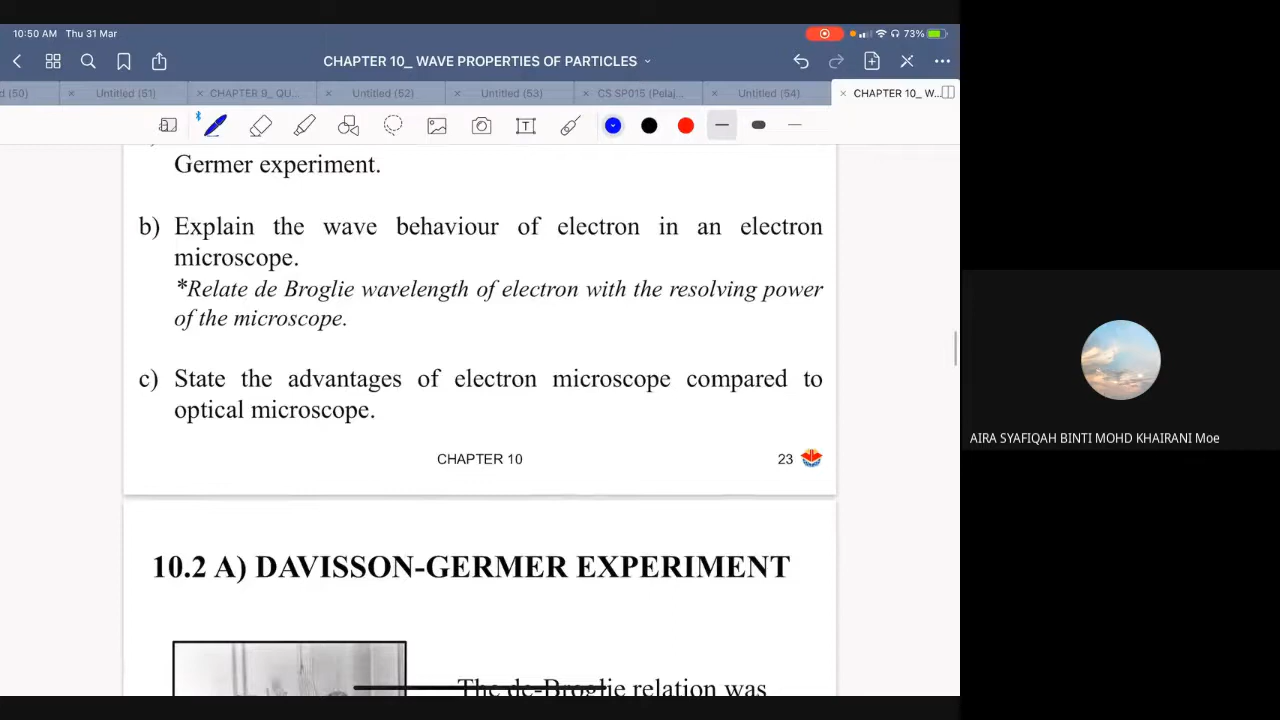 10:50 AM Thu 31 Mar
73%
CHAPTER 10_ WAVE PROPERTIES OF PARTICLES
d (50)
Untitled (51)
CHAPTER 9_ QU...
Untitled (52)
Untitled (53)
CS SP015 (Pelaj...
Untitled (54)
CHAPTER 10_ W...
T
Germer experiment.
b) Explain the wave behaviour of electron in an electron
microscope.
*Relate de Broglie wavelength of electron with the resolving power
of the microscope.
c) State the advantages of electron microscope compared to
optical microscope.
CHAPTER 10
23
10.2 A) DAVISSON-GERMER EXPERIMENT
The de-Broglie relation was
AIRA SYAFIQAH BINTI MOHD KHAIRANI Moe